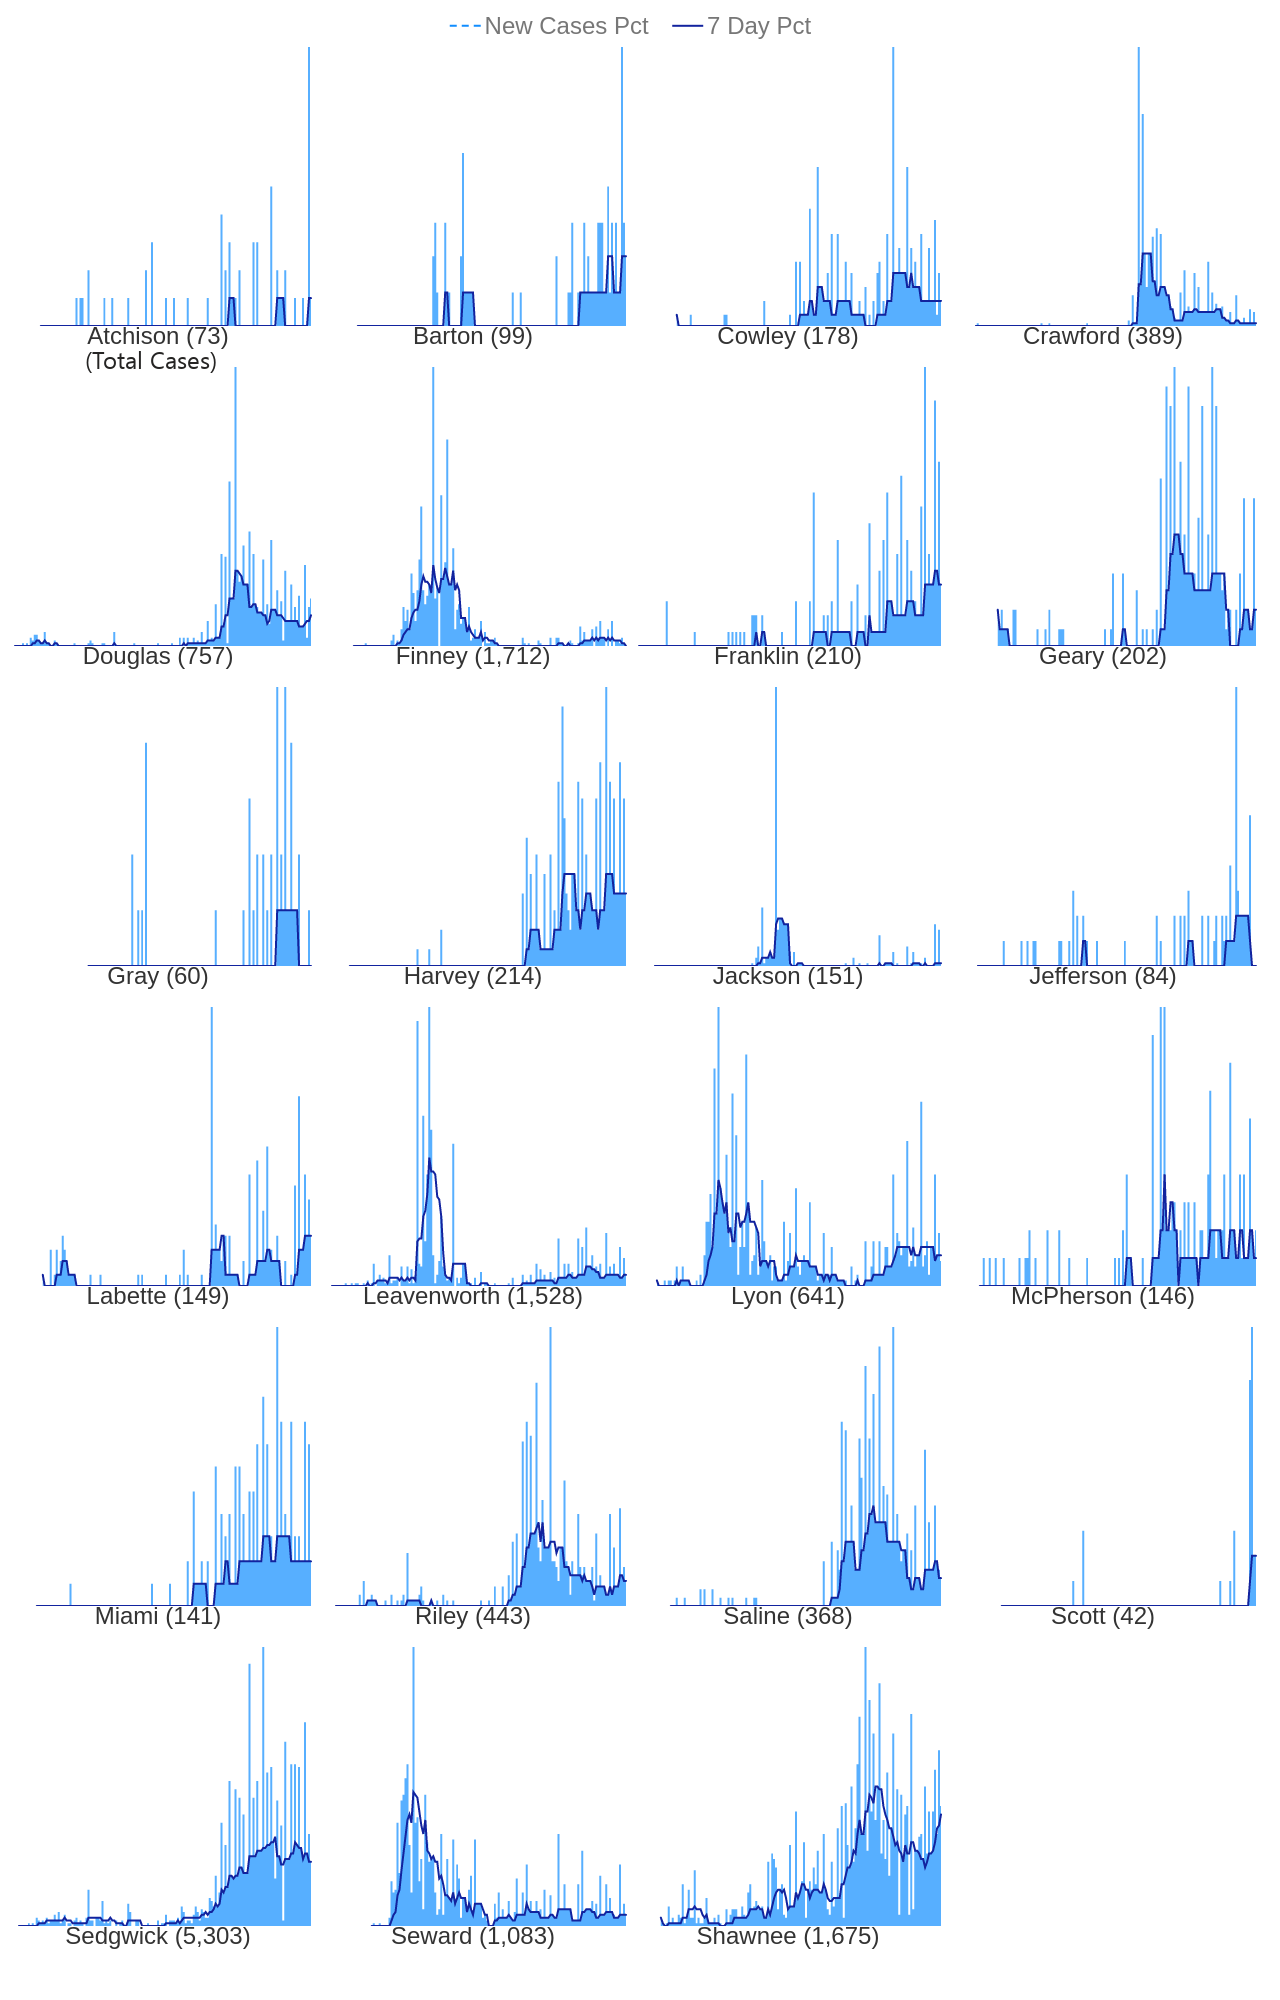 New Cases Pct 7 Day Pct
Atchison (73) Barton (99) Cowley (178) Crawford (389)
(Total Cases)
Douglas (757) Finney (1,712) Franklin (210) Geary (202)
Gray (60) Harvey (214) Jackson (151) Jefferson (84)
Labette (149) Leavenworth (1,528) Lyon (641) McPherson (146)
Miami (141) Riley (443) Saline (368) Scott (42)
Sedgwick (5,303) Seward (1,083) Shawnee (1,675)